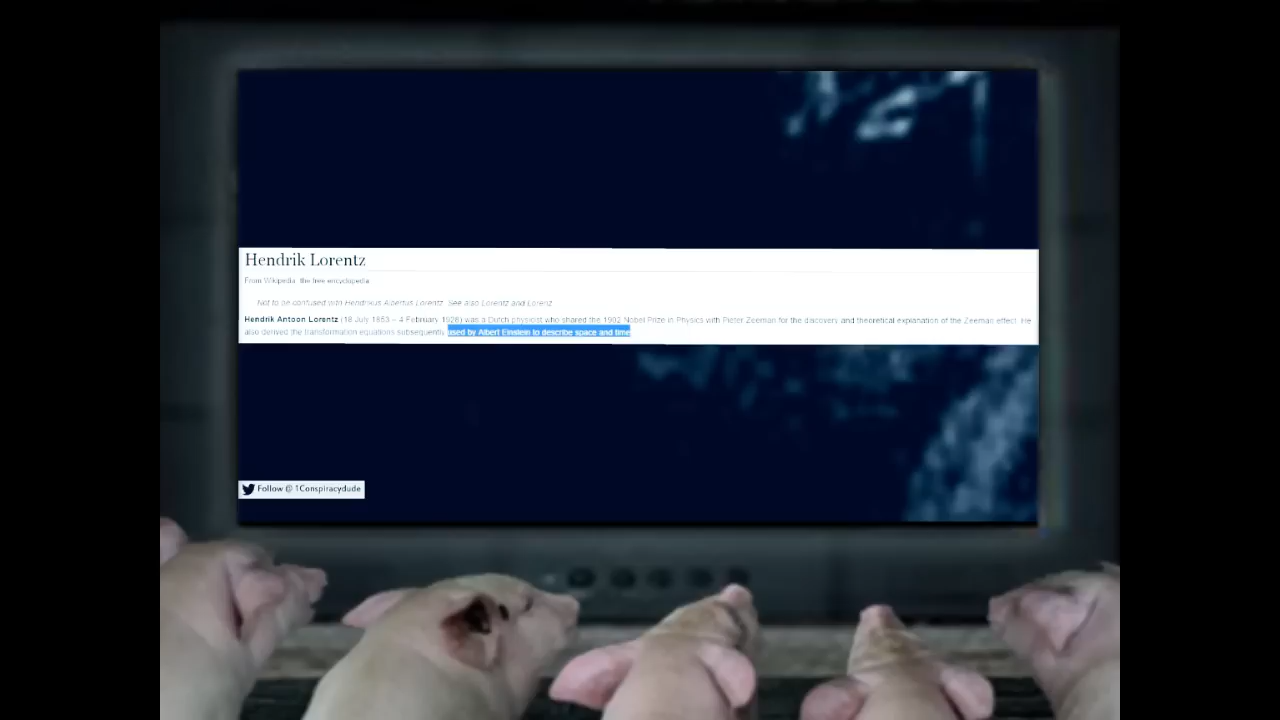 Hendrik Lorentz
From Wikipedia, the free encyclopedia
Not to be confused with Hendrikus Albertus Lorentz. See also Lorentz and Lorenz.
Hendrik Antoon Lorentz (18 July 1853 – 4 February 1928) was a Dutch physicist who shared the 1902 Nobel Prize in Physics with Pieter Zeeman for the discovery and theoretical explanation of the Zeeman effect. He
also derived the transformation equations subsequently used by Albert Einstein to describe space and time
Follow @ 1Conspiracydude